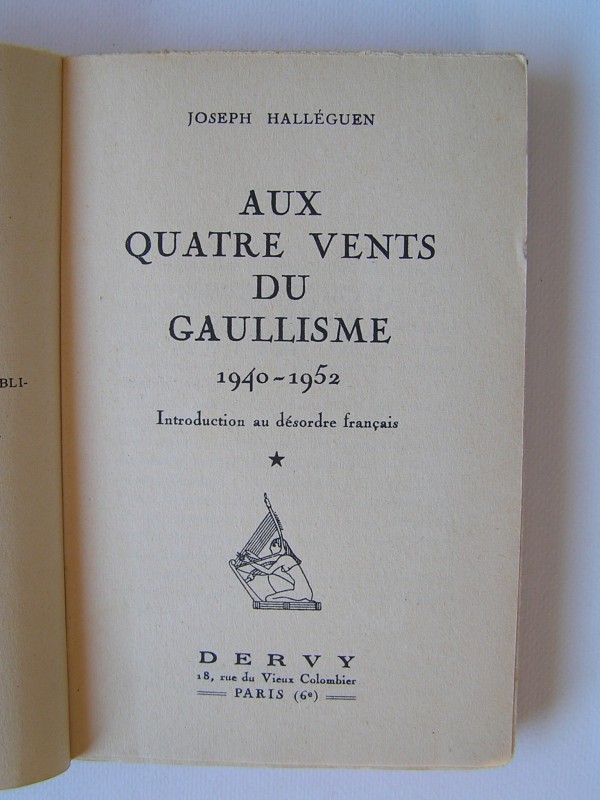 BLI-
JOSEPH HALLÉGUEN
AUX
QUATRE VENTS
DU
GAULLISME
1940-1952
Introduction au désordre français
DERVY
18, rue du Vieux Colombier
PARIS (6e)